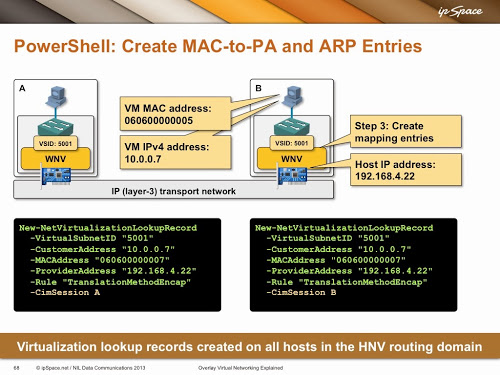 ip Space
PowerShell: Create MAC-to-PA and ARP Entries
A
B
VM MAC address:
060600000005
VM IPv4 address:
10.0.0.7
VSID: 5001
WNV
VSID: 5001
WNV
Step 3: Create
mapping entries
Host IP address:
192.168.4.22
IP (layer-3) transport network
New-NetVirtualizationLookupRecord
-VirtualSubnetID "5001"
-CustomerAddress "10.0.0.7"
-MACAddress "060600000007"
-ProviderAddress "192.168.4.22"
-Rule "TranslationMethodEncap"
-CimSession A
New-NetVirtualizationLookupRecord
-VirtualSubnetID "5001"
-CustomerAddress "10.0.0.7"
-MACAddress "060600000007"
-ProviderAddress "192.168.4.22"
-Rule "TranslationMethodEncap"
-CimSession B
Virtualization lookup records created on all hosts in the HNV routing domain
68 © ipSpace.net / NIL Data Communications 2013 Overlay Virtual Networking Explained